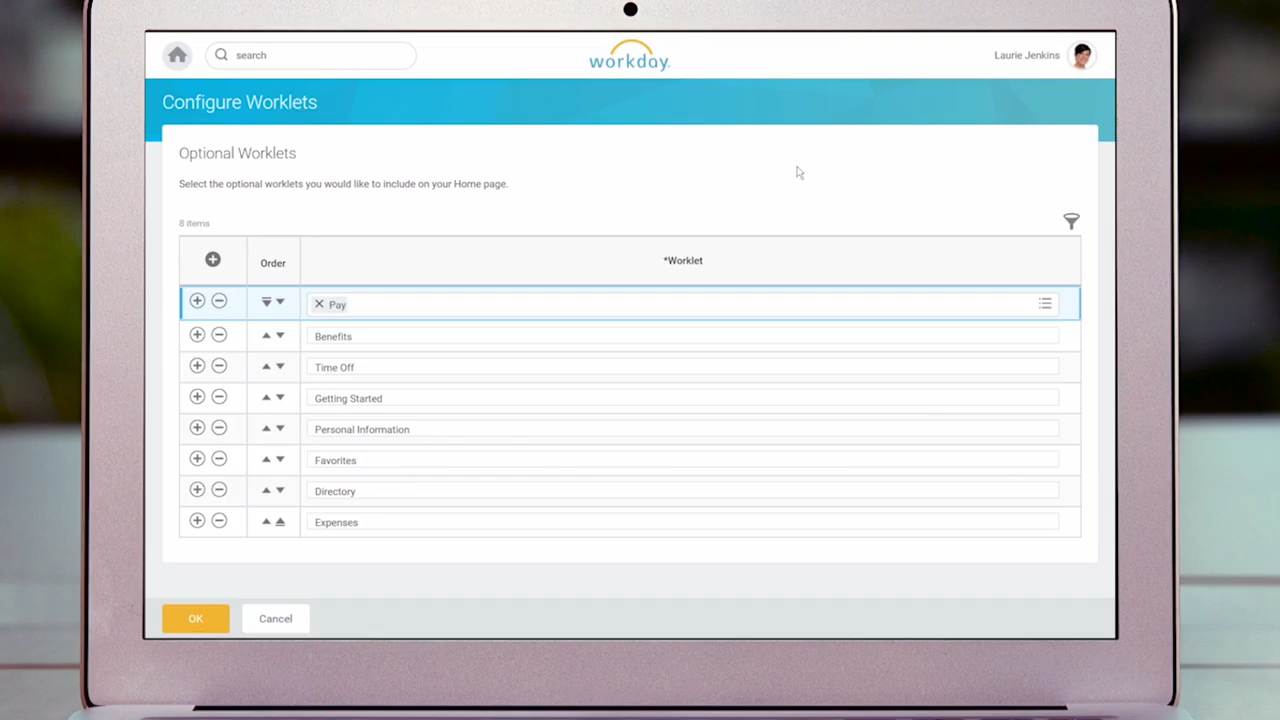 search
workday.
Laurie Jenkins
Configure Worklets
Optional Worklets
Select the optional worklets you would like to include on your Home page.
8 items
Order
*Worklet
Pay
Benefits
Time Off
Getting Started
Personal Information
Favorites
Directory
Expenses
OK
Cancel